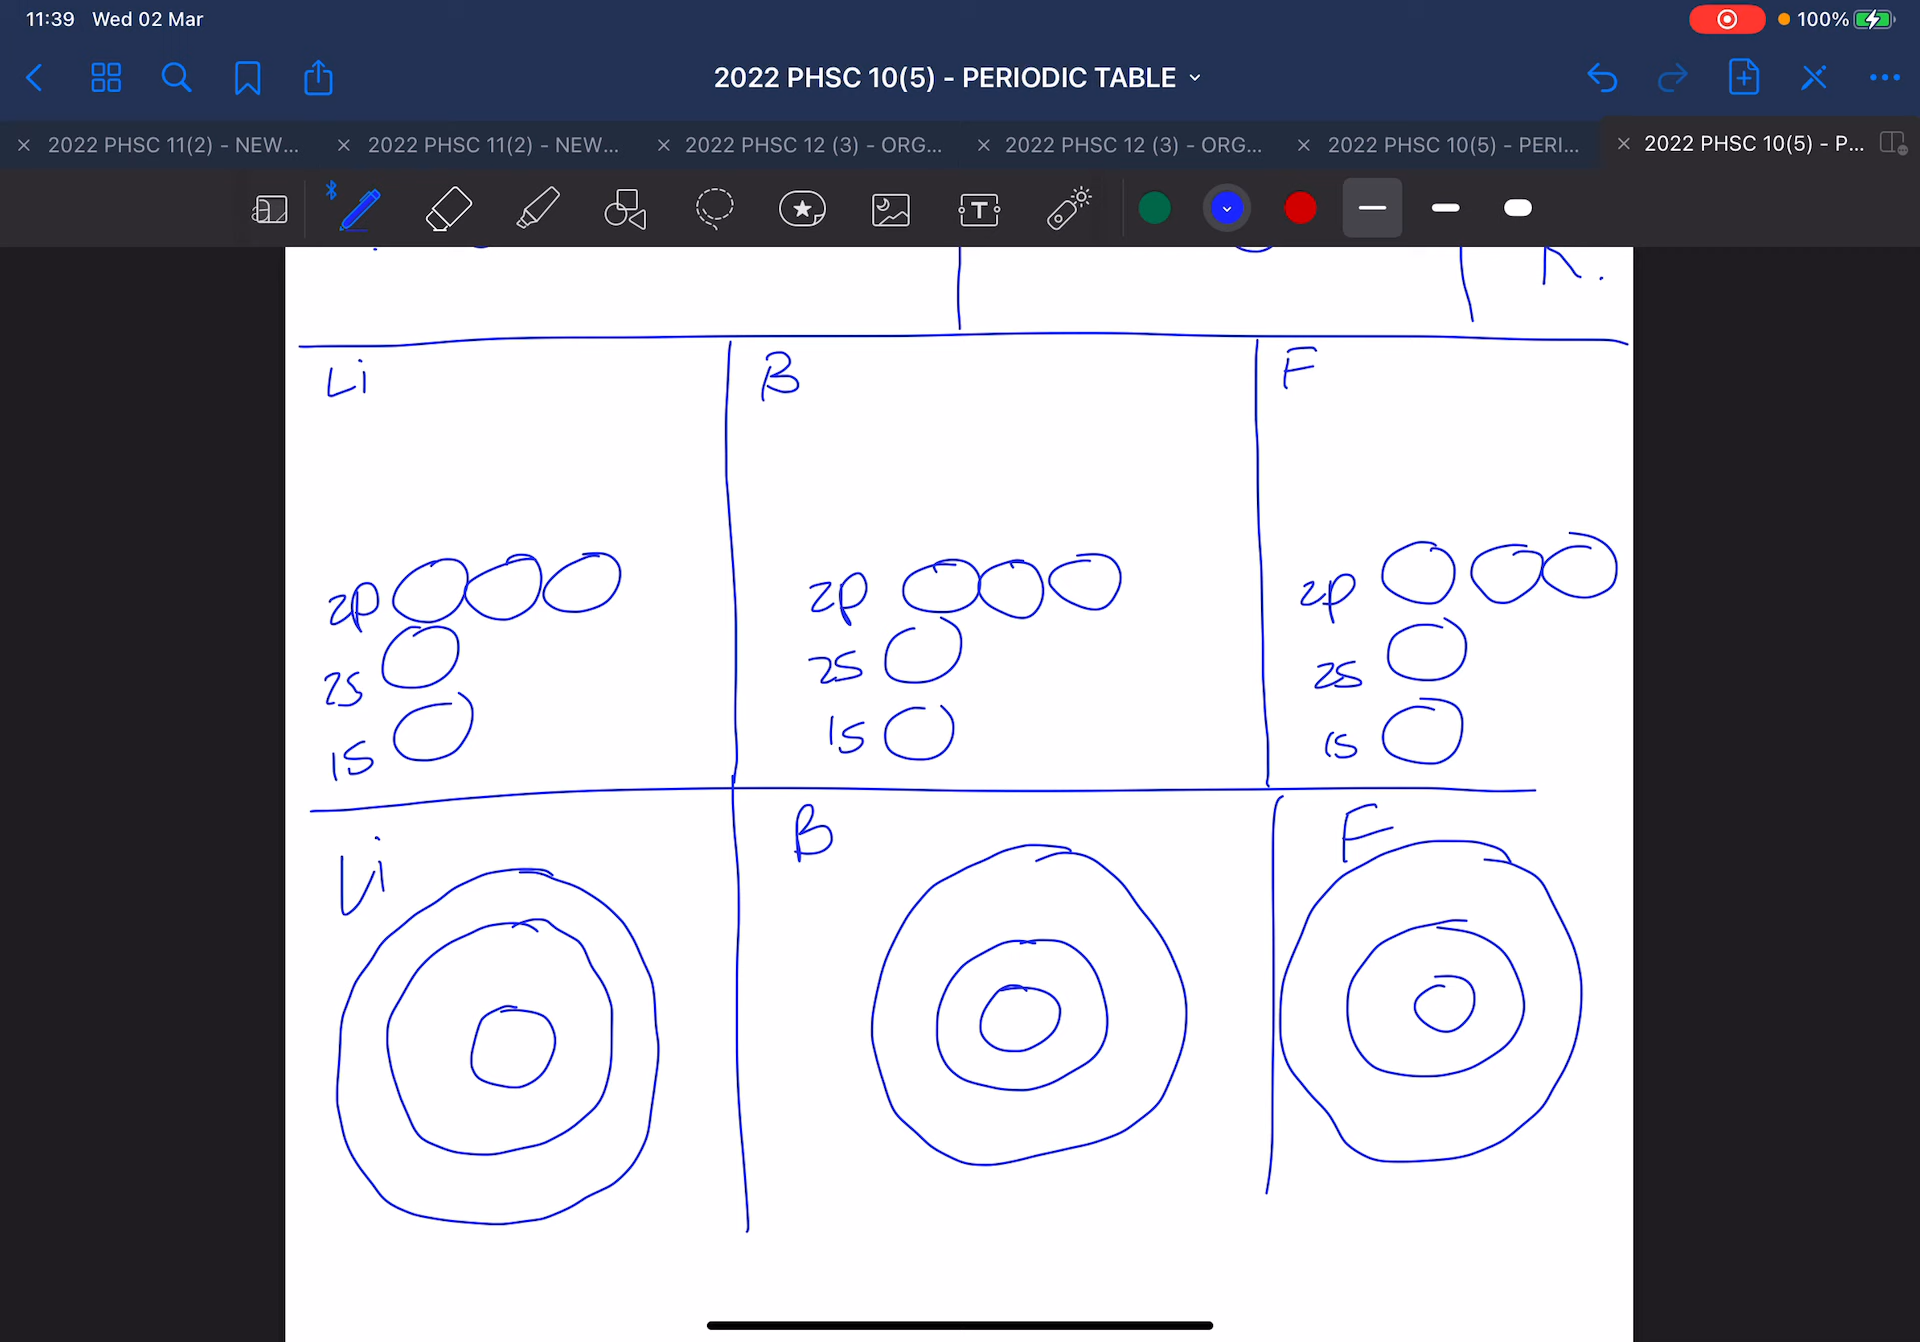 11:39 Wed 02 Mar 100%
2022 PHSC 10(5) - PERIODIC TABLE
2022 PHSC 11(2) - NEW... 2022 PHSC 11(2) - NEW... 2022 PHSC 12 (3) - ORG... 2022 PHSC 12 (3) - ORG... 2022 PHSC 10(5) - PERI... 2022 PHSC 10(5) - P...
T
Li B F
2p 2p 2p
2s 2s 2s
1s 1s 1s
Li B F